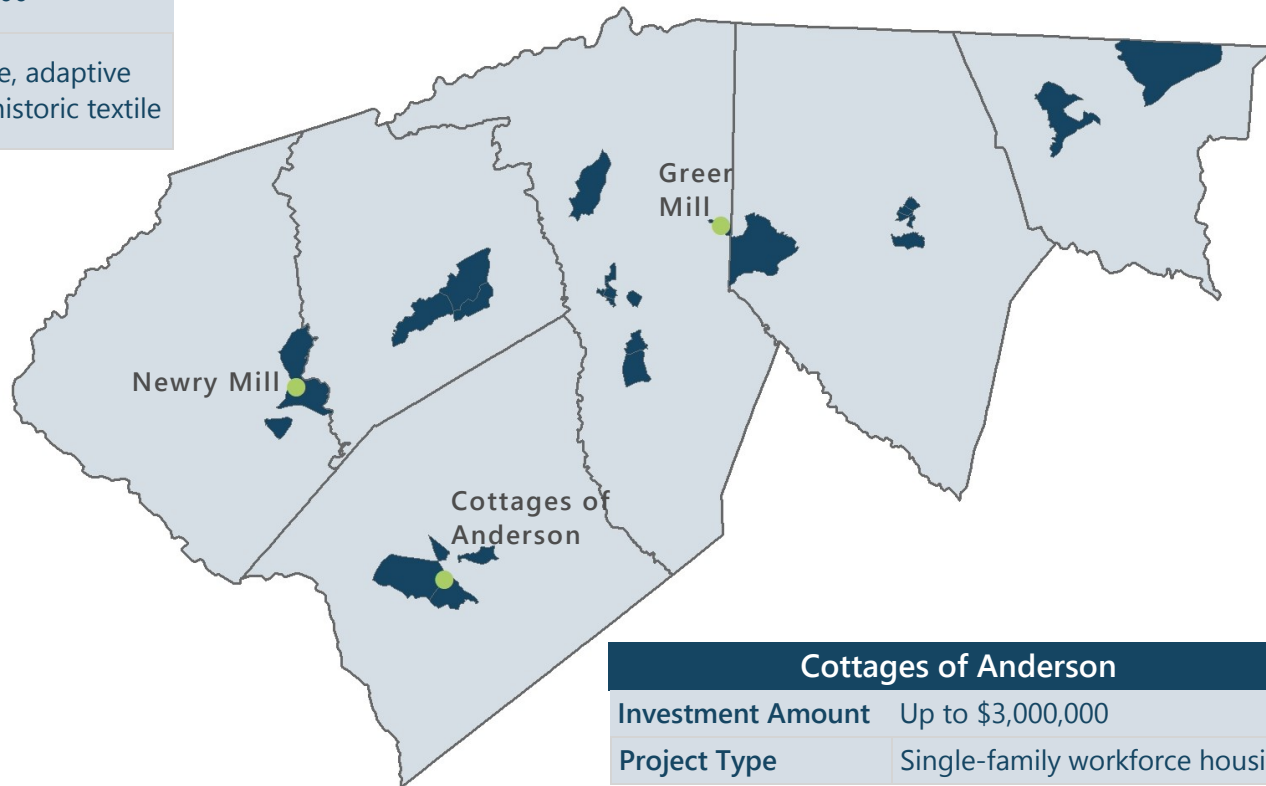 e, adaptive
historic textile
Greer
Mill
Newry Mill
Cottages of
Anderson
Cottages of Anderson
Investment Amount Up to $3,000,000
Project Type Single-family workforce